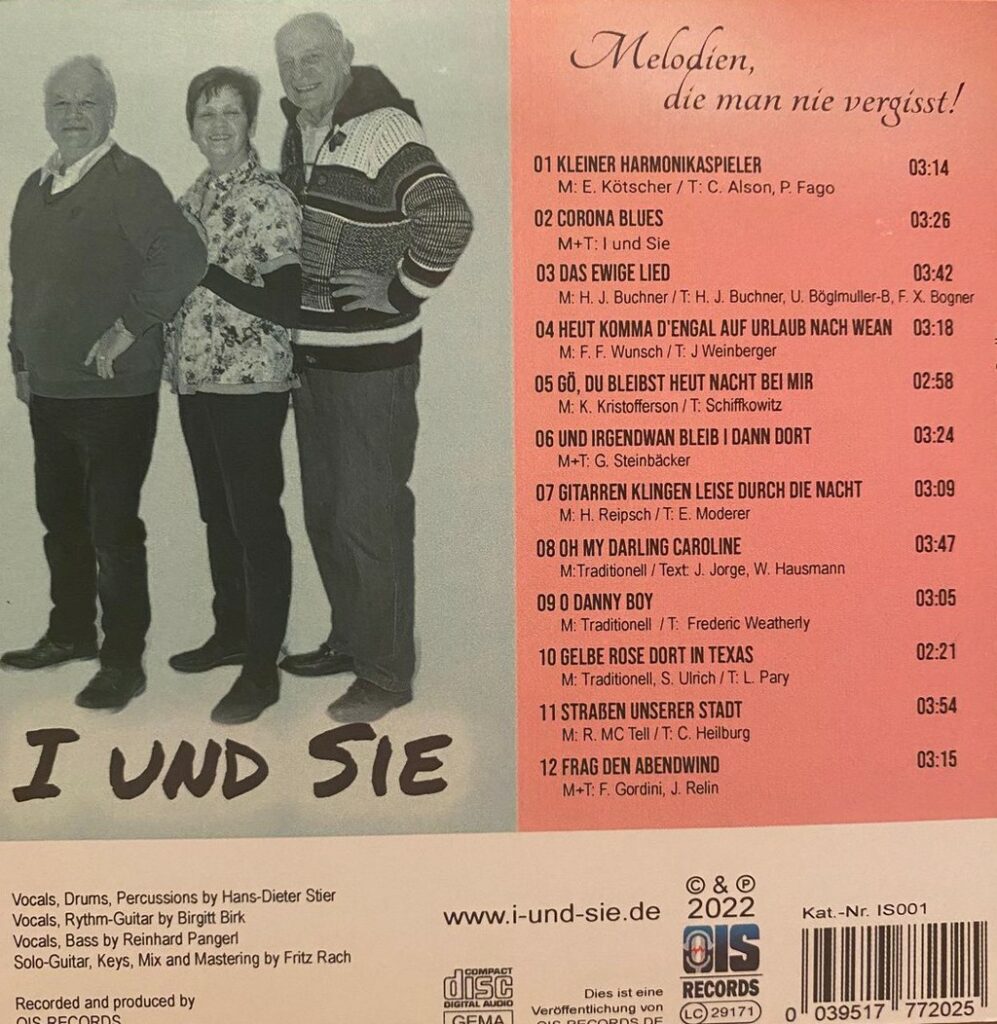 Melodien,
die man nie vergisst!
01 KLEINER HARMONIKASPIELER 03:14
M: E. Kötscher / T: C. Alson, P. Fago
02 CORONA BLUES 03:26
M+T: I und Sie
03 DAS EWIGE LIED 03:42
M: H. J. Buchner / T: H. J. Buchner, U. Böglmuller-B, F. X. Bogner
04 HEUT KOMMA D'ENGAL AUF URLAUB NACH WEAN 03:18
M: F. F. Wunsch / T: J Weinberger
05 GÖ, DU BLEIBST HEUT NACHT BEI MIR 02:58
M: K. Kristofferson / T: Schiffkowitz
06 UND IRGENDWAN BLEIB I DANN DORT 03:24
M+T: G. Steinbäcker
07 GITARREN KLINGEN LEISE DURCH DIE NACHT 03:09
M: H. Reipsch / T: E. Moderer
08 OH MY DARLING CAROLINE 03:47
M:Traditionell / Text: J. Jorge, W. Hausmann
09 O DANNY BOY 03:05
M: Traditionell / T: Frederic Weatherly
10 GELBE ROSE DORT IN TEXAS 02:21
M: Traditionell, S. Ulrich / T: L. Pary
11 STRAßEN UNSERER STADT 03:54
M: R. MC Tell / T: C. Heilburg
12 FRAG DEN ABENDWIND 03:15
M+T: F. Gordini, J. Relin
I UND SIE
Vocals, Drums, Percussions by Hans-Dieter Stier
Vocals, Rythm-Guitar by Birgitt Birk
Vocals, Bass by Reinhard Pangerl
Solo-Guitar, Keys, Mix and Mastering by Fritz Rach
Recorded and produced by
OIS RECORDS
www.i-und-sie.de
COMPACT
disc
DIGITAL AUDIO
GEMA
Dies ist eine
Veröffentlichung von
OIS-RECORDS.DE
© & ℗
2022
OIS
RECORDS
LC 29171
Kat.-Nr. IS001
0 039517 772025